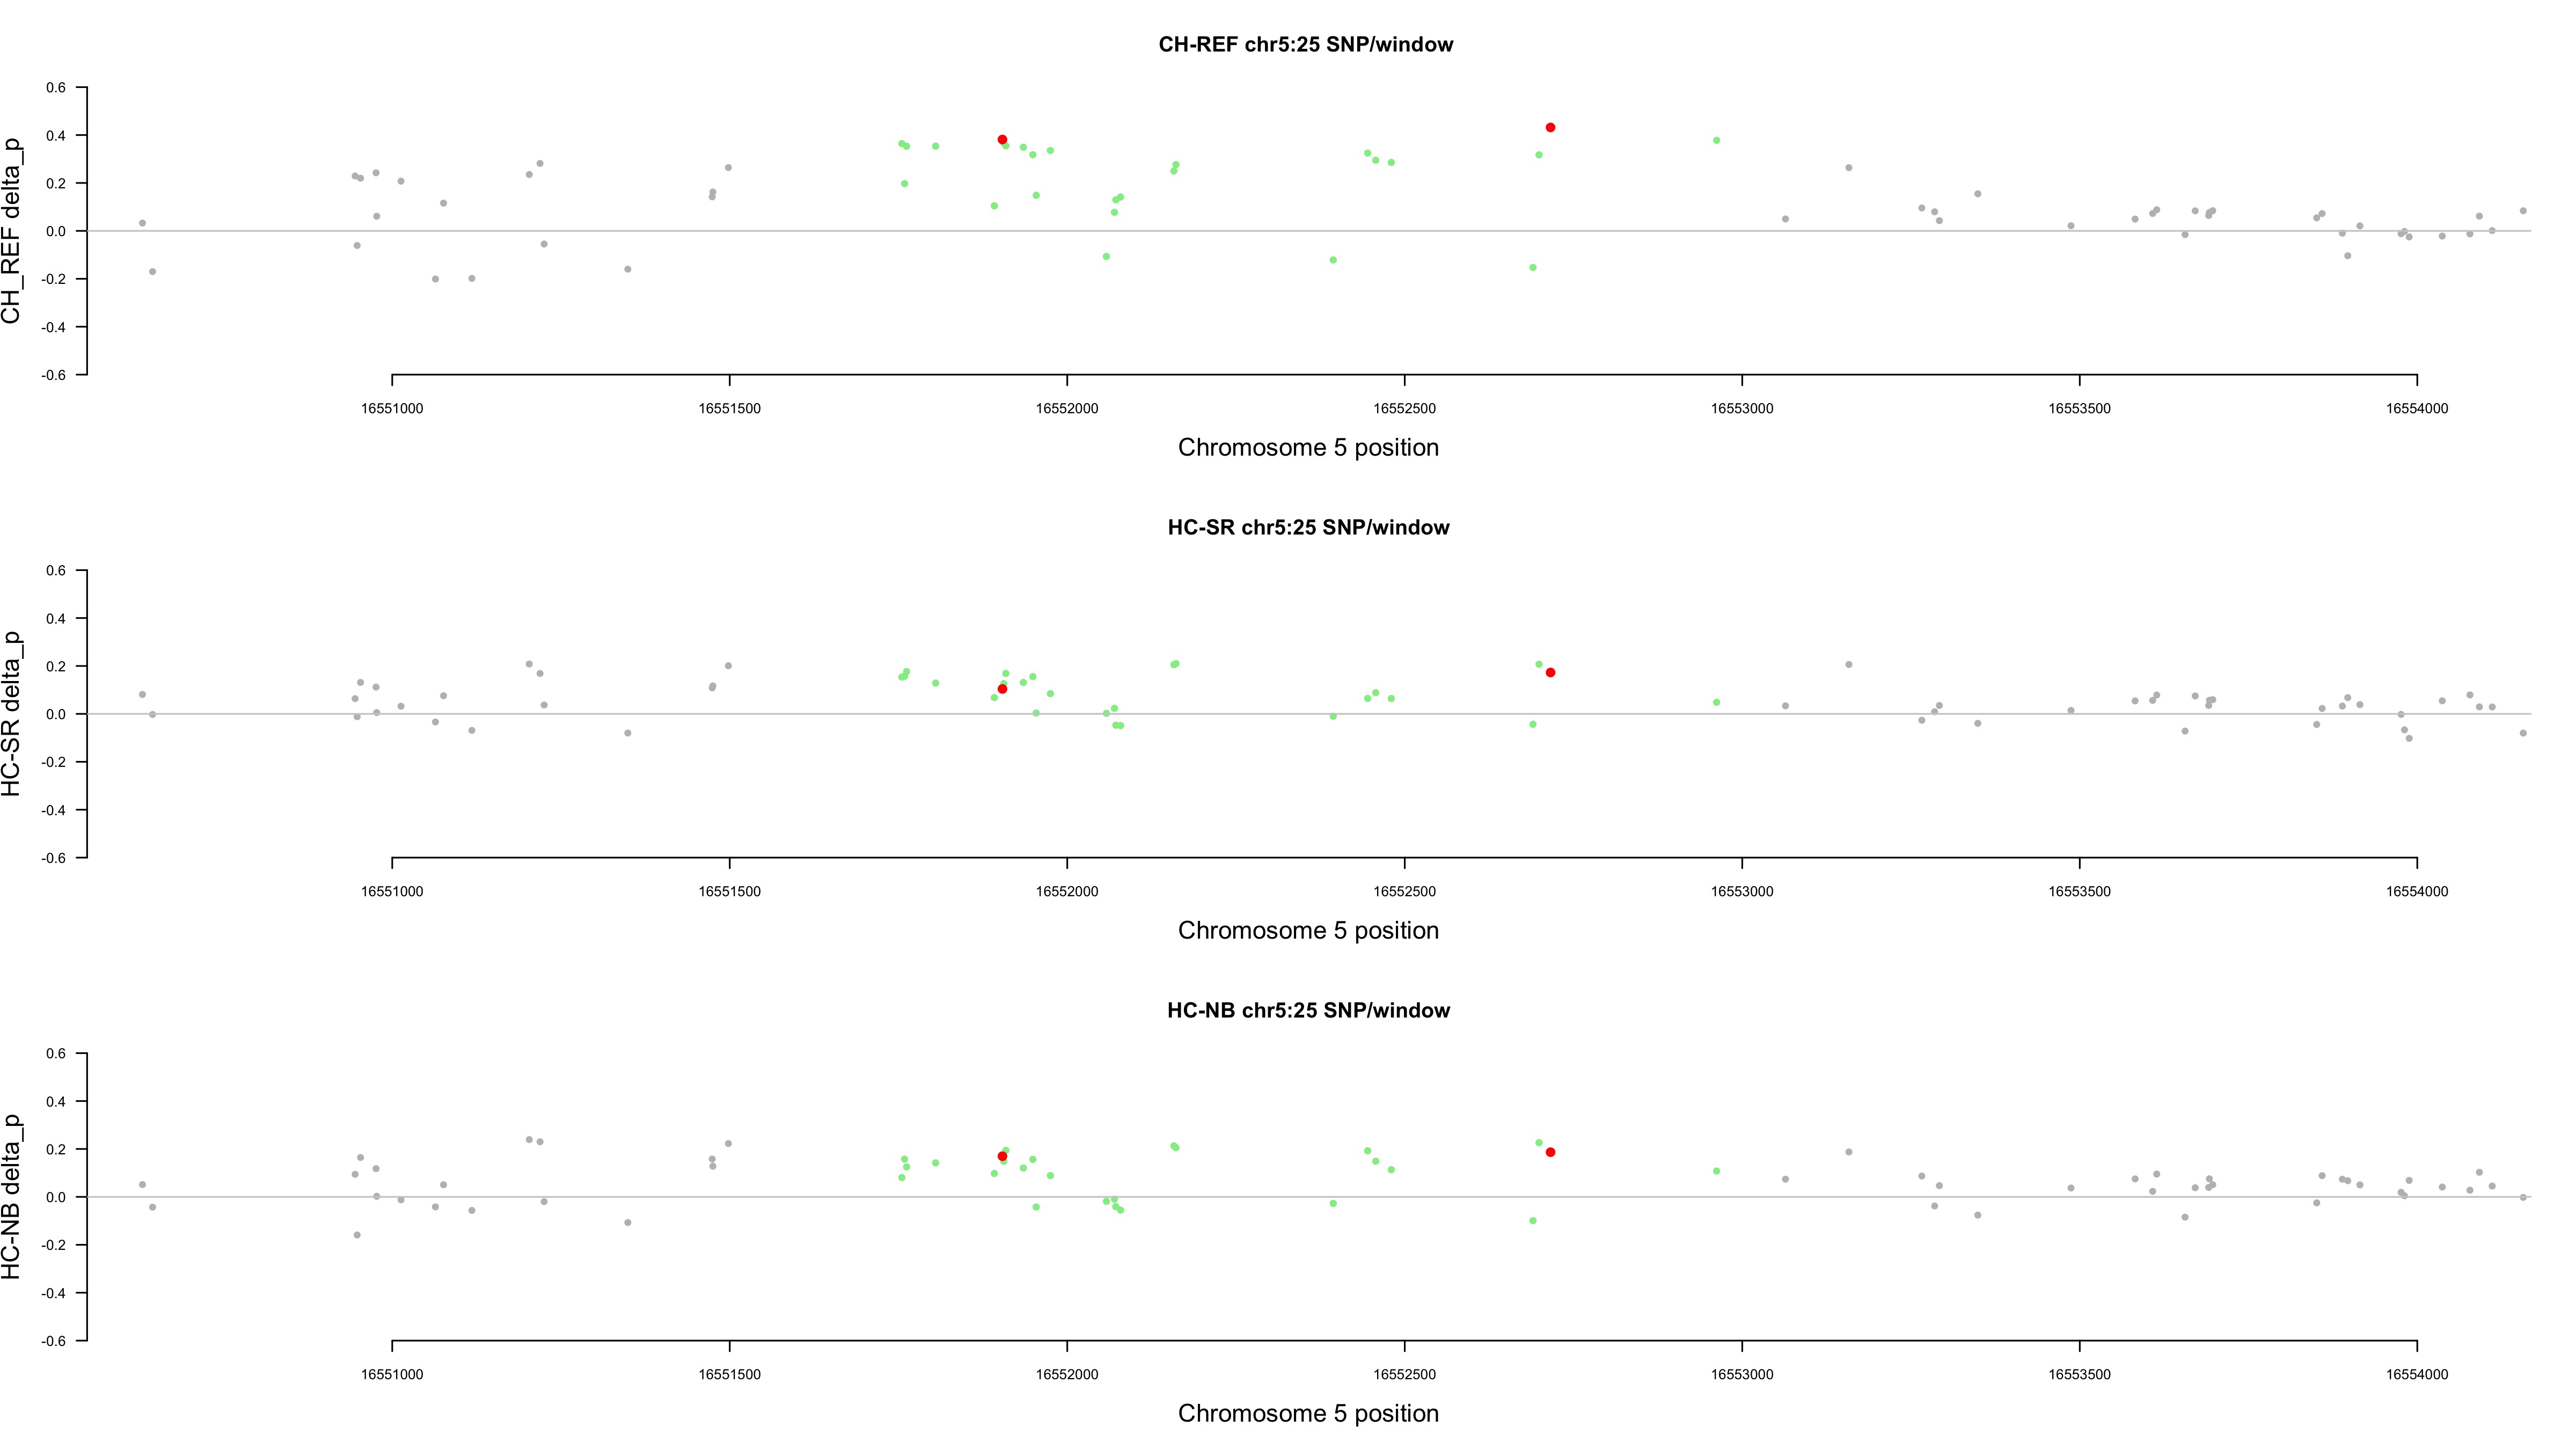 CH-REF chr5:25 SNP/window
CH_REF delta_p
0.6
0.4
0.2
0.0
-0.2
-0.4
-0.6
16551000 16551500 16552000 16552500 16553000 16553500 16554000
Chromosome 5 position
HC-SR chr5:25 SNP/window
HC-SR delta_p
0.6
0.4
0.2
0.0
-0.2
-0.4
-0.6
16551000 16551500 16552000 16552500 16553000 16553500 16554000
Chromosome 5 position
HC-NB chr5:25 SNP/window
HC-NB delta_p
0.6
0.4
0.2
0.0
-0.2
-0.4
-0.6
16551000 16551500 16552000 16552500 16553000 16553500 16554000
Chromosome 5 position